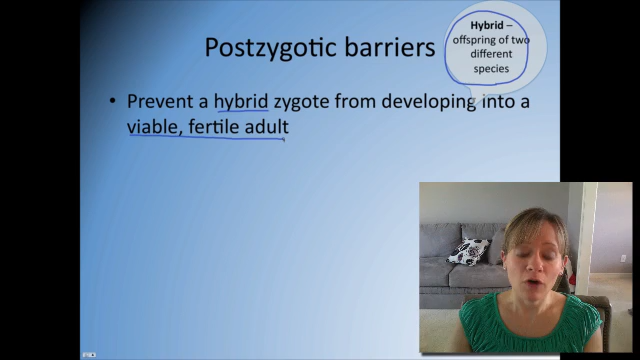 Postzygotic barriers
Hybrid –
offspring of two
different
species
• Prevent a hybrid zygote from developing into a
viable, fertile adult